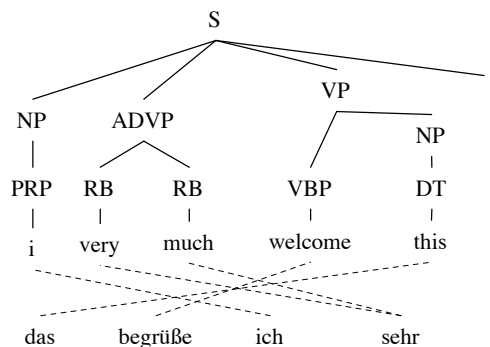 S
VP
NP ADVP NP
PRP RB RB VBP DT
i very much welcome this
das begrüße ich sehr